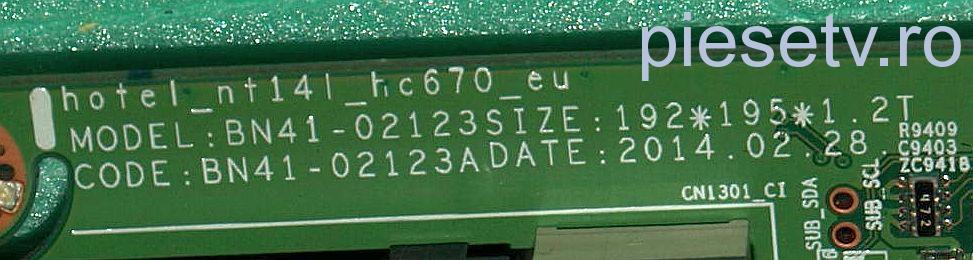 piesetv.ro
hotel_nt14l_hc670_eu
MODEL:BN41-02123SIZE:192*195*1.2T
CODE:BN41-02123ADATE:2014.02.28.
R9409
C9403
ZC9418
CN1301_CI
SUB_SDA
SUB_SCL
472